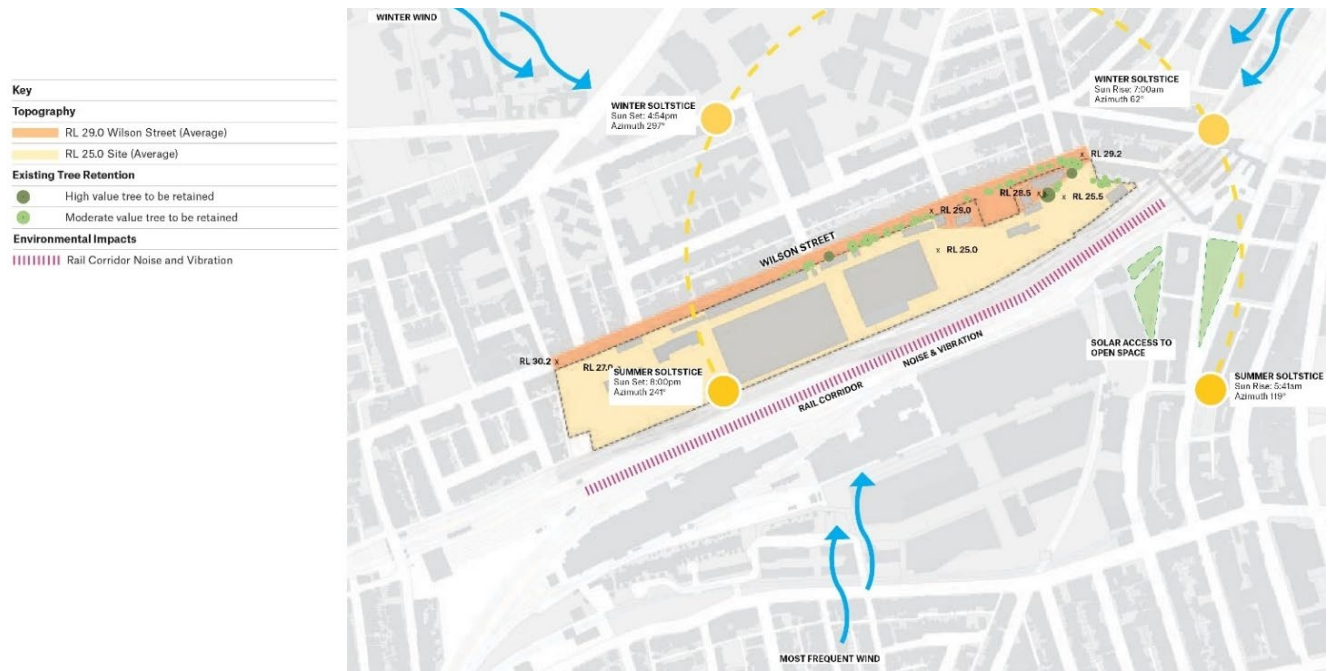 Key
Topography
RL 29.0 Wilson Street (Average)
RL 25.0 Site (Average)
Existing Tree Retention
High value tree to be retained
Moderate value tree to be retained
Environmental Impacts
Rail Corridor Noise and Vibration
WINTER WIND
WINTER SOLTSTICE
Sun Set: 4:54pm
Azimuth 297°
WINTER SOLTSTICE
Sun Rise: 7:00am
Azimuth 62°
x RL 29.2
RL 28.5 x
x RL 25.5
x RL 29.0
WILSON STREET
x
RL 25.0
RL 30.2 x
RL 27.0
SUMMER SOLTSTICE
Sun Set: 8:00pm
Azimuth 241°
RAIL CORRIDOR
NOISE & VIBRATION
SOLAR ACCESS TO
OPEN SPACE
SUMMER SOLTSTICE
Sun Rise: 5:41am
Azimuth 119°
MOST FREQUENT WIND